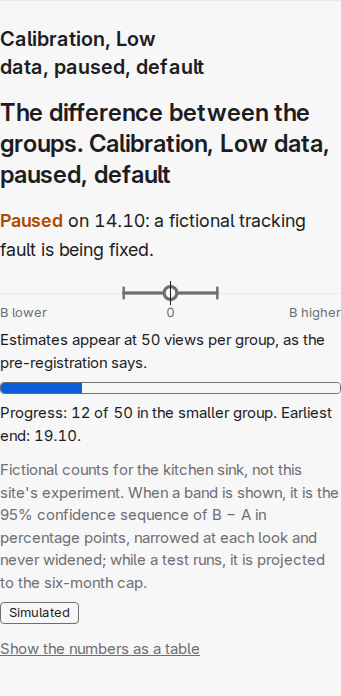 Calibration, Low
data, paused, default
The difference between the
groups. Calibration, Low data,
paused, default
Paused on 14.10: a fictional tracking
fault is being fixed.
B lower 0 B higher
Estimates appear at 50 views per group, as the
pre-registration says.
Progress: 12 of 50 in the smaller group. Earliest
end: 19.10.
Fictional counts for the kitchen sink, not this
site's experiment. When a band is shown, it is the
95% confidence sequence of B − A in
percentage points, narrowed at each look and
never widened; while a test runs, it is projected
to the six-month cap.
Simulated
Show the numbers as a table